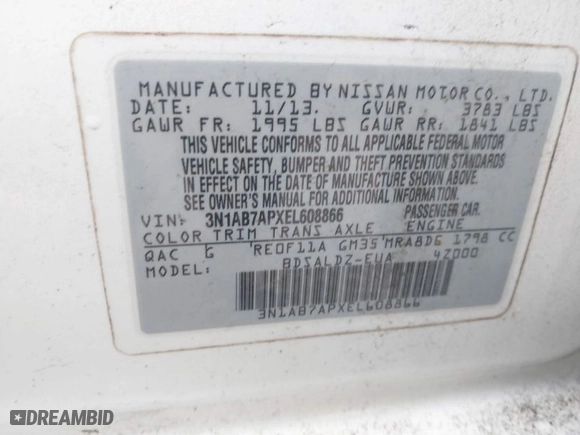 MANUFACTURED BY NISSAN MOTOR CO., LTD.
DATE: 11/13. GVWR: 3783 LBS
GAWR FR: 1995 LBS GAWR RR: 1841 LBS
THIS VEHICLE CONFORMS TO ALL APPLICABLE FEDERAL MOTOR
VEHICLE SAFETY, BUMPER AND THEFT PREVENTION STANDARDS
IN EFFECT ON THE DATE OF MANUFACTURE SHOWN ABOVE.
SEE OWNER'S MANUAL FOR ADDITIONAL INFORMATION.
VIN: 3N1AB7APXEL608866 PASSENGER CAR.
COLOR TRIM TRANS AXLE ENGINE
QAC G RE0F11A GM35 MRA8DE 1798 CC
MODEL: BDSALDZ-EUA 4Z000
3N1AB7APXEL608866
DREAMBID